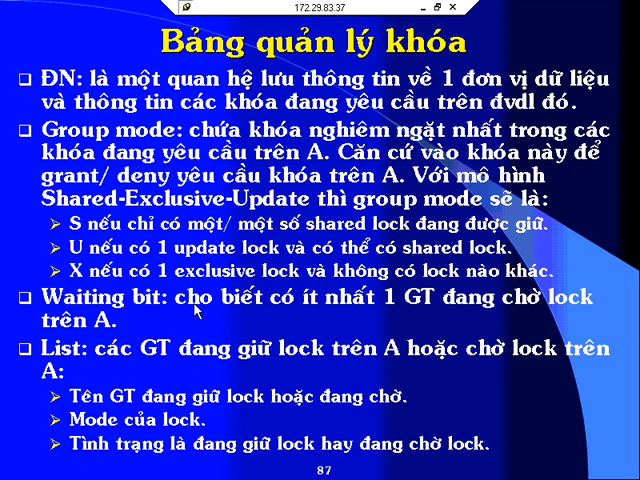 172.29.83.37
Bảng quản lý khóa
ĐN: là một quan hệ lưu thông tin về 1 đơn vị dữ liệu
và thông tin các khóa đang yêu cầu trên đvdl đó.
Group mode: chứa khóa nghiêm ngặt nhất trong các
khóa đang yêu cầu trên A. Căn cứ vào khóa này để
grant/ deny yêu cầu khóa trên A. Với mô hình
Shared-Exclusive-Update thì group mode sẽ là:
S nếu chỉ có một/ một số shared lock đang được giữ.
U nếu có 1 update lock và có thể có shared lock.
X nếu có 1 exclusive lock và không có lock nào khác.
Waiting bit: cho biết có ít nhất 1 GT đang chờ lock
trên A.
List: các GT đang giữ lock trên A hoặc chờ lock trên
A:
Tên GT đang giữ lock hoặc đang chờ.
Mode của lock.
Tình trạng là đang giữ lock hay đang chờ lock.
87